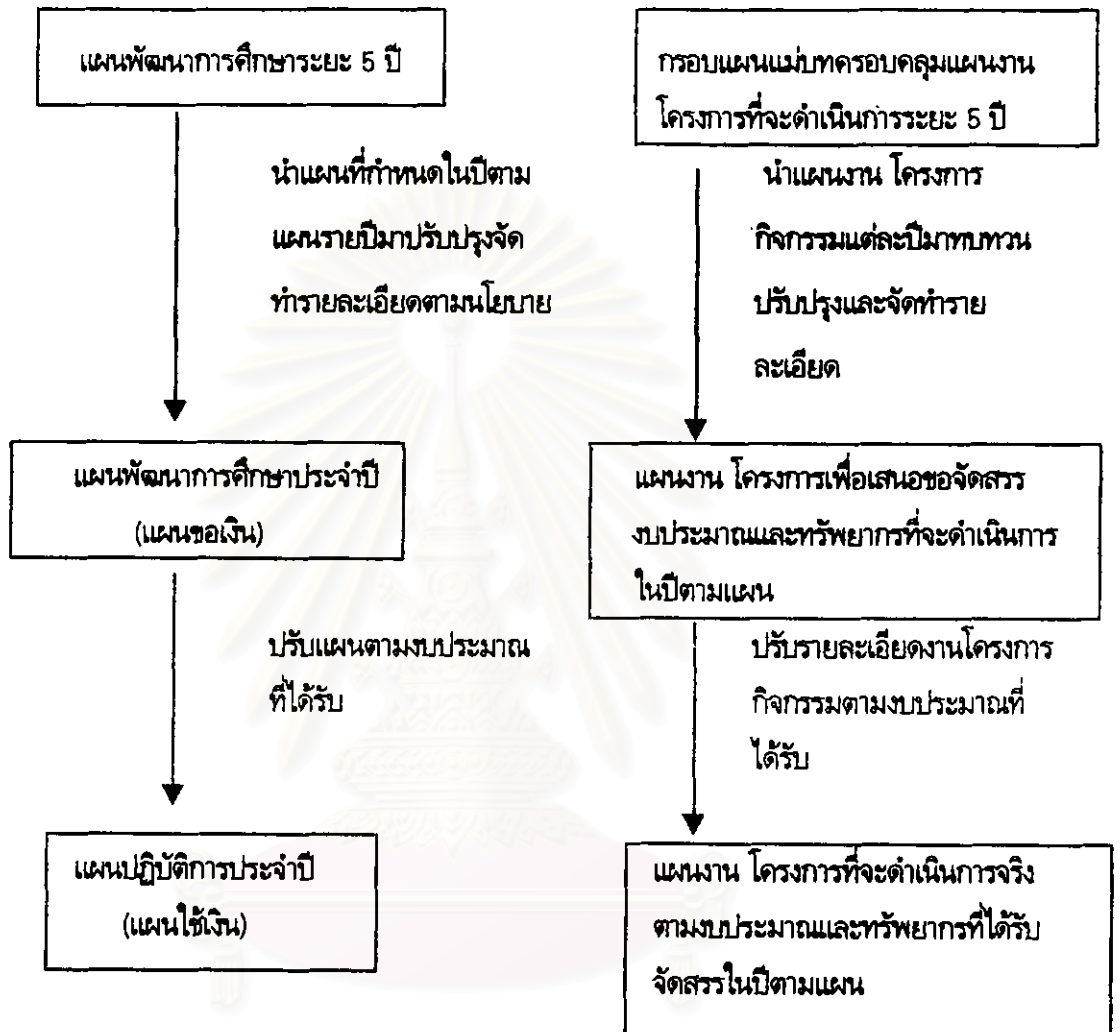 แผนพัฒนาการศึกษาระยะ 5 ปี
กรอบแผนแม่บทครอบคลุมแผนงาน
โครงการที่จะดำเนินการระยะ 5 ปี
นำแผนที่กำหนดในปีตาม
แผนรายปีมาปรับปรุงจัด
ทำรายละเอียดตามนโยบาย
นำแผนงาน โครงการ
กิจกรรมแต่ละปีมาทบทวน
ปรับปรุงและจัดทำราย
ละเอียด
แผนพัฒนาการศึกษาประจำปี
(แผนขอเงิน)
แผนงาน โครงการเพื่อเสนอขอจัดสรร
งบประมาณและทรัพยากรที่จะดำเนินการ
ในปีตามแผน
ปรับแผนตามงบประมาณ
ที่ได้รับ
ปรับรายละเอียดงานโครงการ
กิจกรรมตามงบประมาณที่
ได้รับ
แผนปฏิบัติการประจำปี
(แผนใช้เงิน)
แผนงาน โครงการที่จะดำเนินการจริง
ตามงบประมาณและทรัพยากรที่ได้รับ
จัดสรรในปีตามแผน